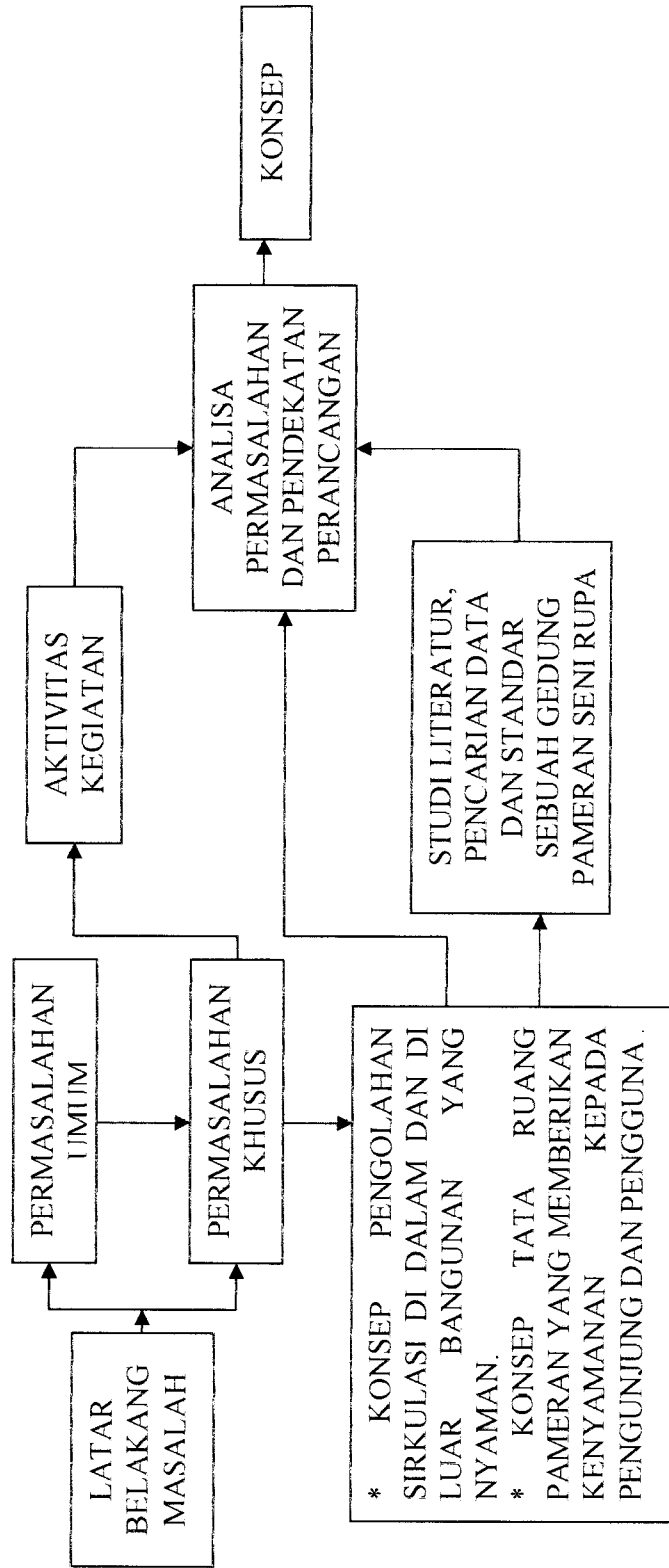 LATAR
BELAKANG
MASALAH
PERMASALAHAN
UMUM
PERMASALAHAN
KHUSUS
* KONSEP PENGOLAHAN
SIRKULASI DI DALAM DAN DI
LUAR BANGUNAN YANG
NYAMAN.
* KONSEP TATA RUANG
PAMERAN YANG MEMBERIKAN
KENYAMANAN KEPADA
PENGUNJUNG DAN PENGGUNA.
AKTIVITAS
KEGIATAN
STUDI LITERATUR,
PENCARIAN DATA
DAN STANDAR
SEBUAH GEDUNG
PAMERAN SENI RUPA
ANALISA
PERMASALAHAN
DAN PENDEKATAN
PERANCANGAN
KONSEP